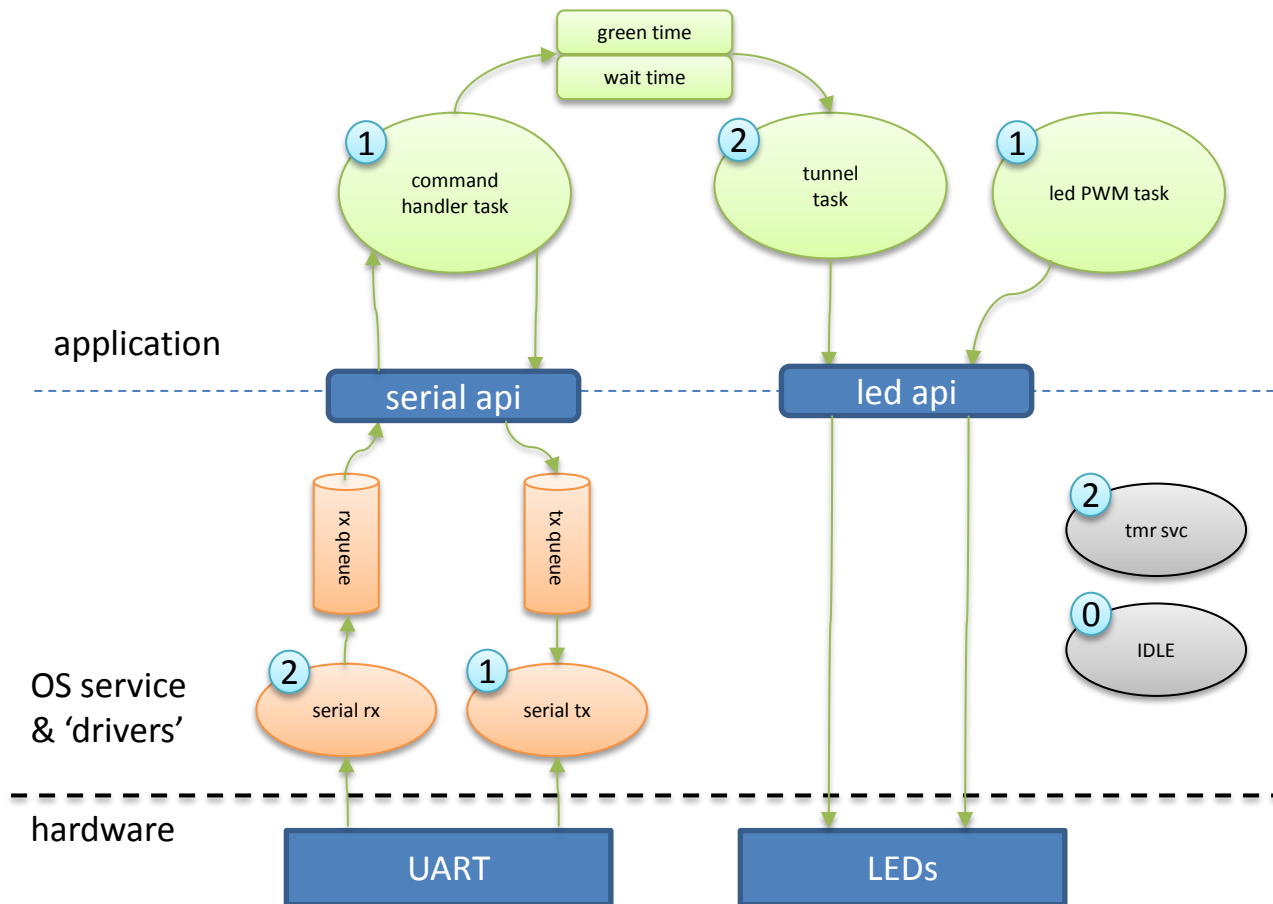 green time
wait time
1
command
handler task
2
tunnel
task
1
led PWM task
application
serial api
led api
rx queue
tx queue
2
tmr svc
0
IDLE
OS service
& ‘drivers’
2
serial rx
1
serial tx
hardware
UART
LEDs